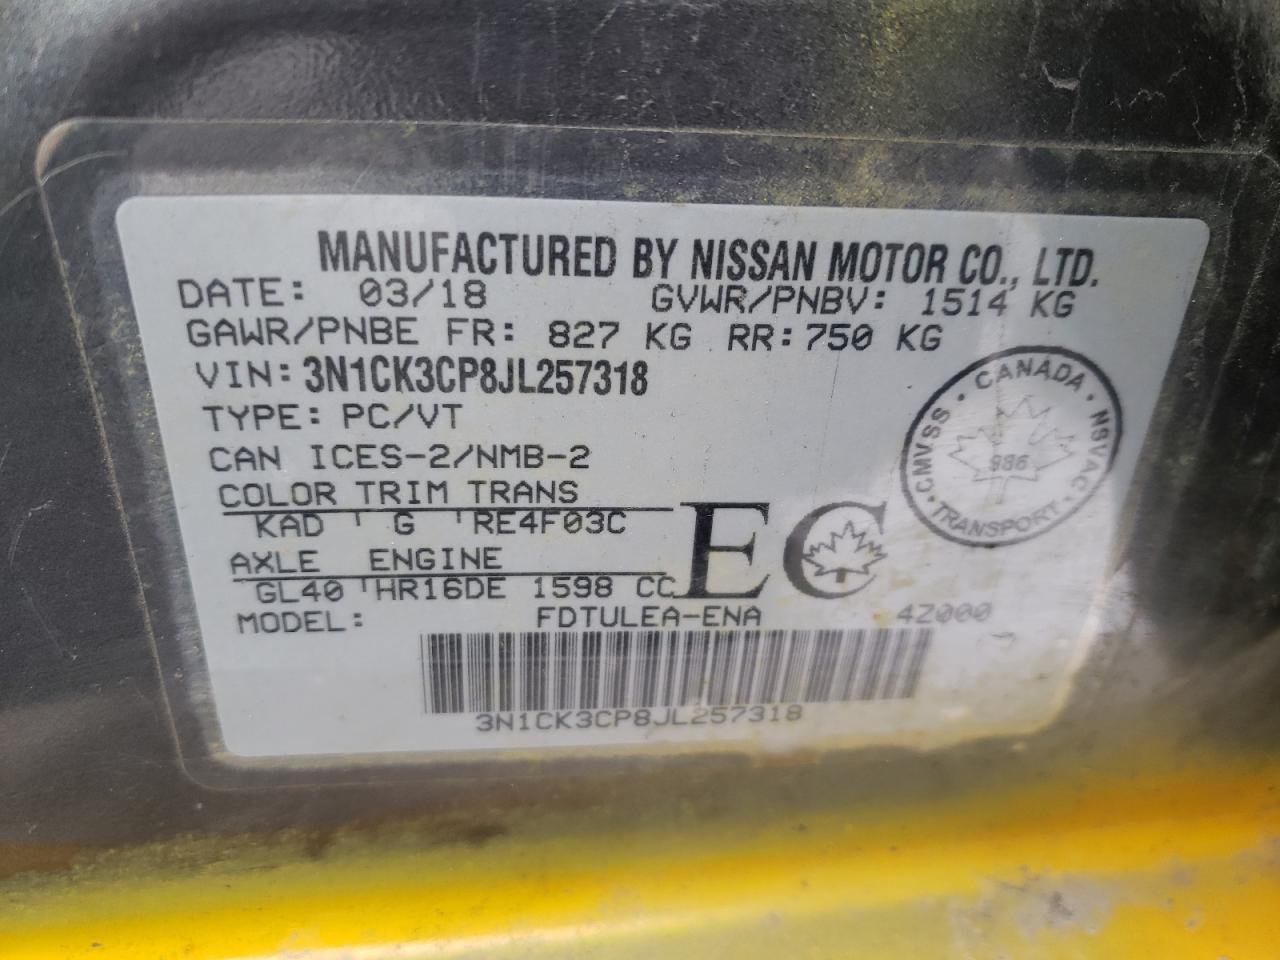 MANUFACTURED BY NISSAN MOTOR CO., LTD.
DATE: 03/18 GVWR/PNBV: 1514 KG
GAWR/PNBE FR: 827 KG RR: 750 KG
VIN: 3N1CK3CP8JL257318
TYPE: PC/VT
CAN ICES-2/NMB-2
COLOR TRIM TRANS
KAD G RE4F03C
AXLE ENGINE
GL40 HR16DE 1598 CC
EC
MODEL: FDTULEA-ENA 4Z000
3N1CK3CP8JL257318
CANADA
CMVSS NSVAC
986
TRANSPORT